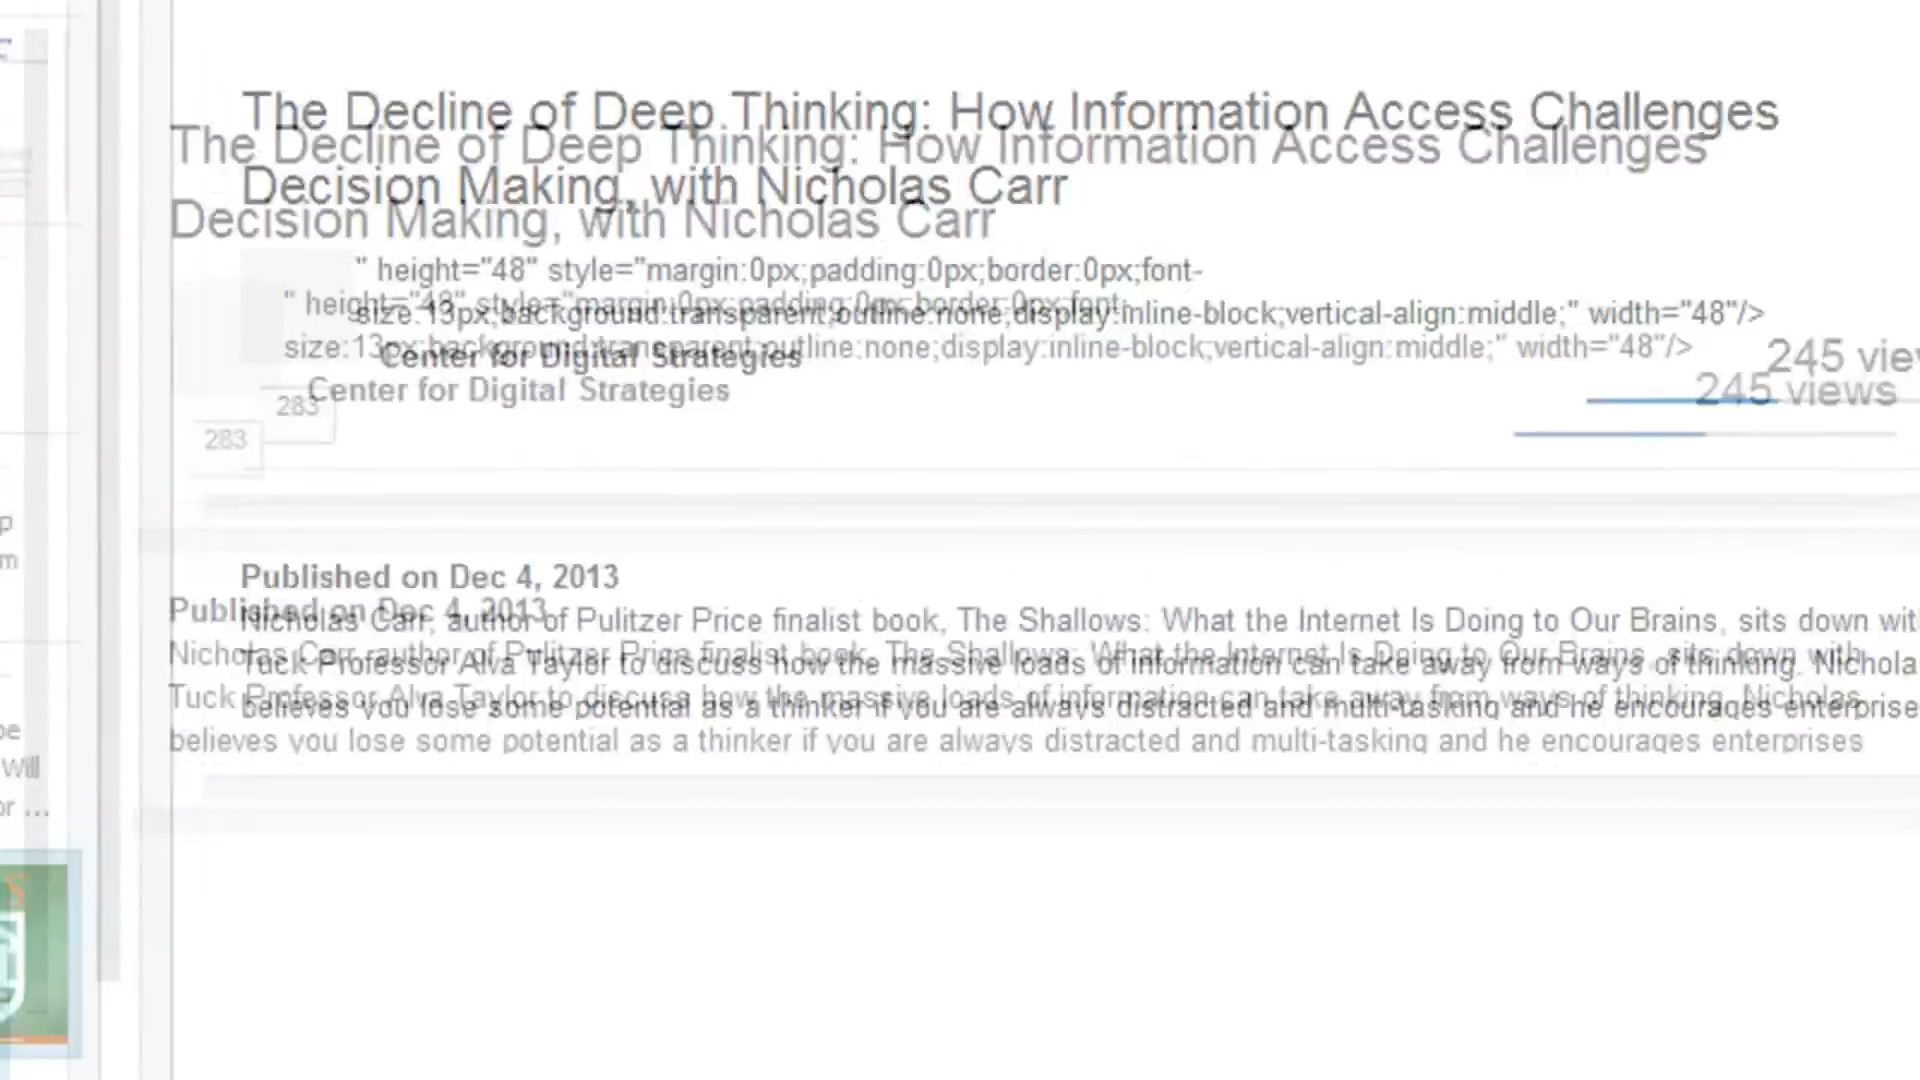 The Decline of Deep Thinking: How Information Access Challenges
Decision Making, with Nicholas Carr
" height="48" style="margin:0px;padding:0px;border:0px;font-
size:13px;background:transparent;outline:none;display:inline-block;vertical-align:middle;" width="48"/>
Center for Digital Strategies
245 views
283
Published on Dec 4, 2013
Nicholas Carr, author of Pulitzer Price finalist book, The Shallows: What the Internet Is Doing to Our Brains, sits down with
Tuck Professor Alva Taylor to discuss how the massive loads of information can take away from ways of thinking. Nicholas
believes you lose some potential as a thinker if you are always distracted and multi-tasking and he encourages enterprises
Will
or ...